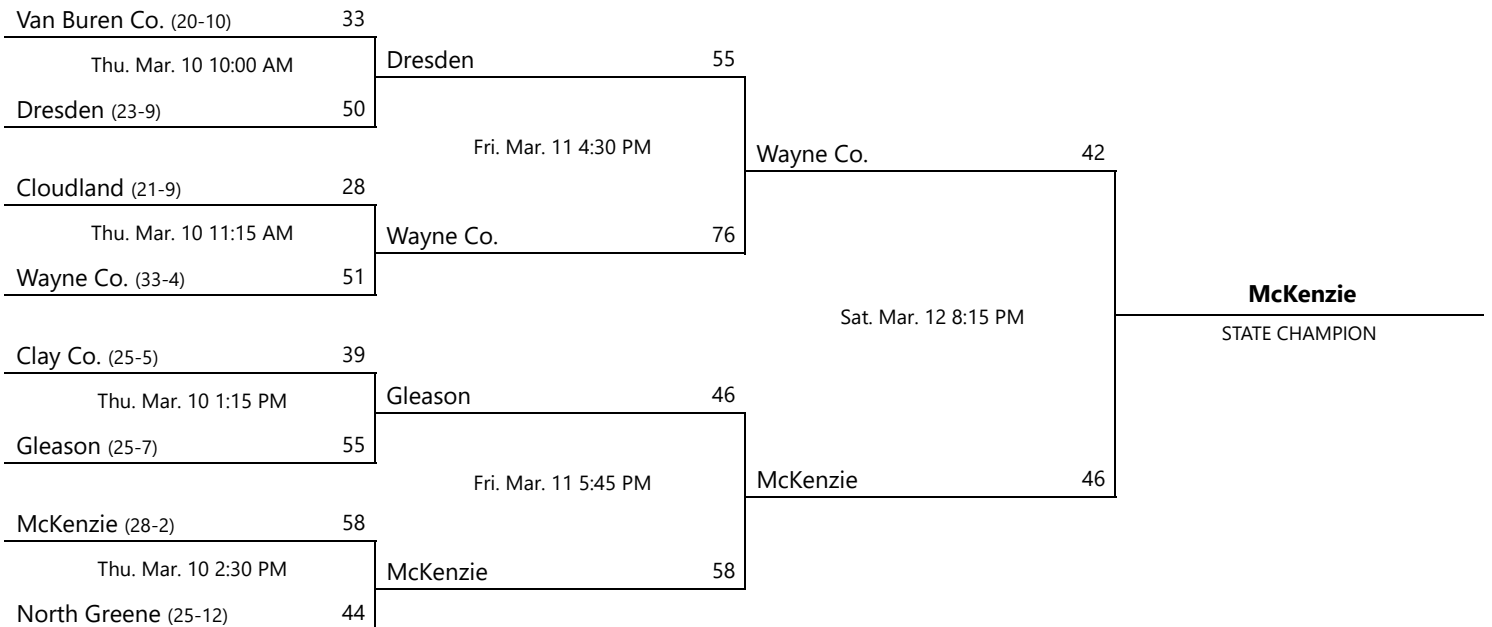 Van Buren Co. (20-10) 33
Thu. Mar. 10 10:00 AM
Dresden (23-9) 50
Cloudland (21-9) 28
Thu. Mar. 10 11:15 AM
Wayne Co. (33-4) 51
Clay Co. (25-5) 39
Thu. Mar. 10 1:15 PM
Gleason (25-7) 55
McKenzie (28-2) 58
Thu. Mar. 10 2:30 PM
North Greene (25-12) 44
Dresden 55
Fri. Mar. 11 4:30 PM
Wayne Co. 76
Gleason 46
Fri. Mar. 11 5:45 PM
McKenzie 58
Wayne Co. 42
Sat. Mar. 12 8:15 PM
McKenzie 46
McKenzie
STATE CHAMPION